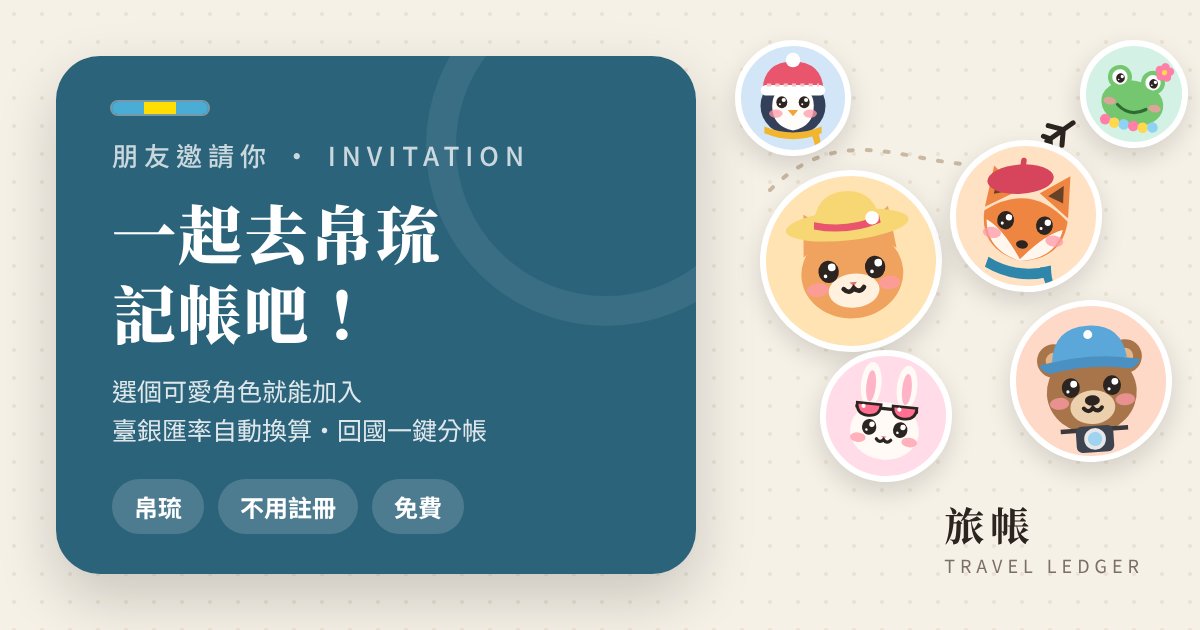 朋友邀請你 • INVITATION
一起去帛琉
記帳吧！
選個可愛角色就能加入
臺銀匯率自動換算・回國一鍵分帳
帛琉
不用註冊
免費
旅帳
TRAVEL LEDGER